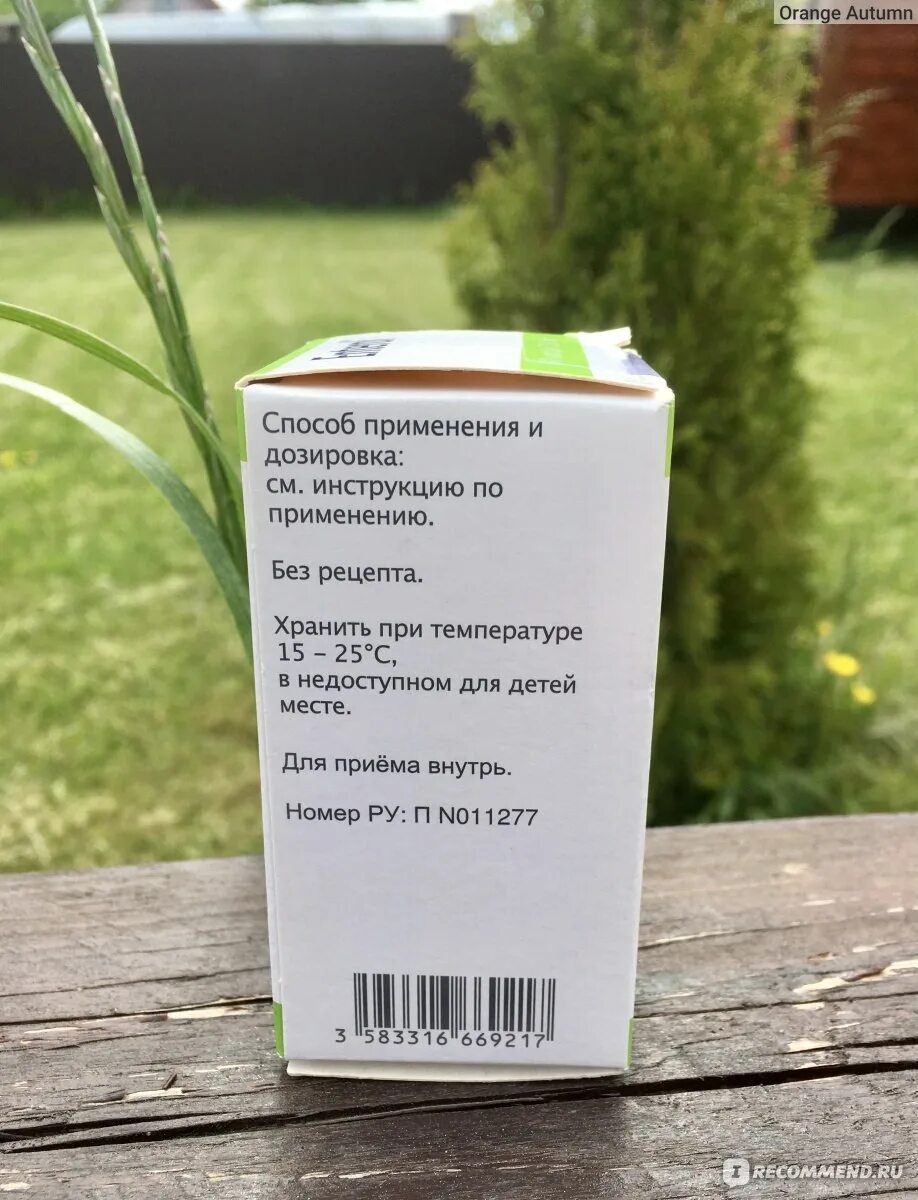 Orange Autumn
Способ применения и
дозировка:
см. инструкцию по
применению.
Без рецепта.
Хранить при температуре
15 – 25°С,
в недоступном для детей
месте.
Для приёма внутрь.
Номер РУ: П N011277
3 583316 669217
RECOMMEND.RU